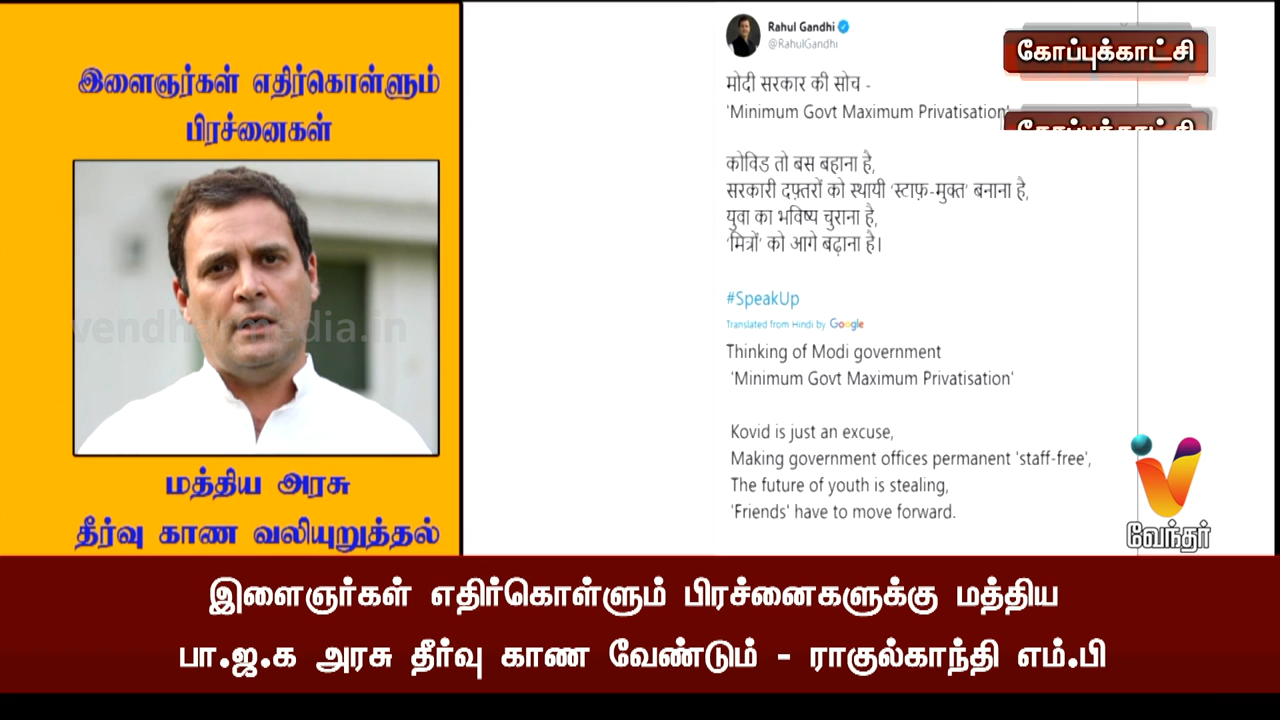 இளைஞர்கள் எதிர்கொள்ளும்
பிரச்னைகள்
vendharmedia.in
மத்திய அரசு
தீர்வு காண வலியுறுத்தல்
Rahul Gandhi
@RahulGandhi
मोदी सरकार की सोच -
'Minimum Govt Maximum Privatisation'
कोविड तो बस बहाना है,
सरकारी दफ़्तरों को स्थायी ‘स्टाफ़-मुक्त’ बनाना है,
युवा का भविष्य चुराना है,
‘मित्रों’ को आगे बढ़ाना है।
#SpeakUp
Translated from Hindi by Google
Thinking of Modi government
'Minimum Govt Maximum Privatisation'
Kovid is just an excuse,
Making government offices permanent 'staff-free',
The future of youth is stealing,
'Friends' have to move forward.
கோப்புக்காட்சி
கோப்புக்காட்சி
வேந்தர்
இளைஞர்கள் எதிர்கொள்ளும் பிரச்னைகளுக்கு மத்திய
பா.ஜ.க அரசு தீர்வு காண வேண்டும் - ராகுல்காந்தி எம்.பி